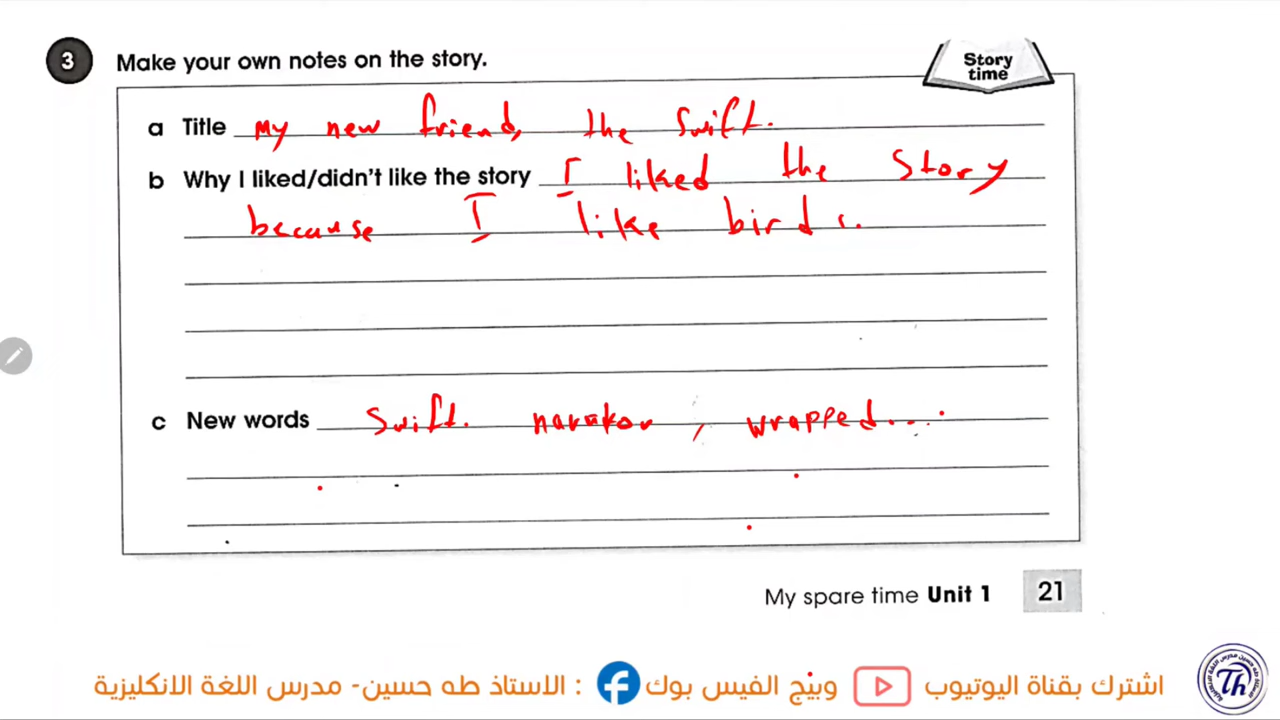 3 Make your own notes on the story.
Story time
a Title my new friend, the Swift.
b Why I liked/didn't like the story I liked the story
because I like birds.
c New words Swift. narrator, wrapped....
My spare time Unit 1 21
اشترك بقناة اليوتيوب وبيّج الفيس بوك : الاستاذ طه حسين- مدرس اللغة الانكليزية
Th